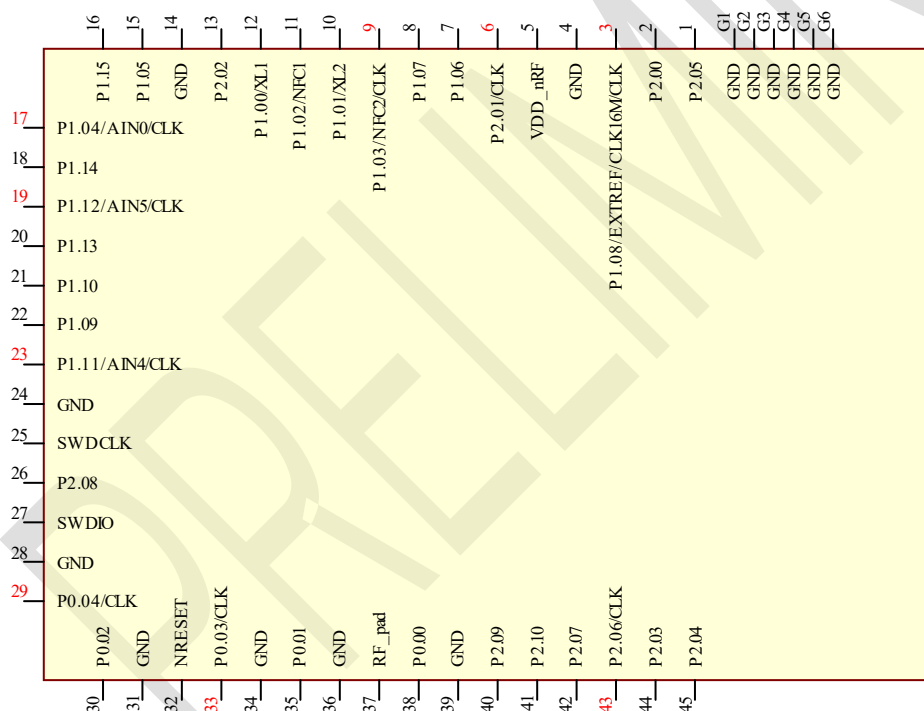 16 15 14 13 12 11 10 9 8 7 6 5 4 3 2 1 G1 G2 G3 G4 G5 G6
P1.15 P1.05 GND P2.02 P1.00/XL1 P1.02/NFC1 P1.01/XL2 P1.03/NFC2/CLK P1.07 P1.06 P2.01/CLK VDD_nRF GND P1.08/EXTREF/CLK16M/CLK P2.00 P2.05 GND GND GND GND GND GND
17 P1.04/AIN0/CLK
18 P1.14
19 P1.12/AIN5/CLK
20 P1.13
21 P1.10
22 P1.09
23 P1.11/AIN4/CLK
24 GND
25 SWDCLK
26 P2.08
27 SWDIO
28 GND
29 P0.04/CLK
P0.02 GND NRESET P0.03/CLK GND P0.01 GND RF_pad P0.00 GND P2.09 P2.10 P2.07 P2.06/CLK P2.03 P2.04
30 31 32 33 34 35 36 37 38 39 40 41 42 43 44 45